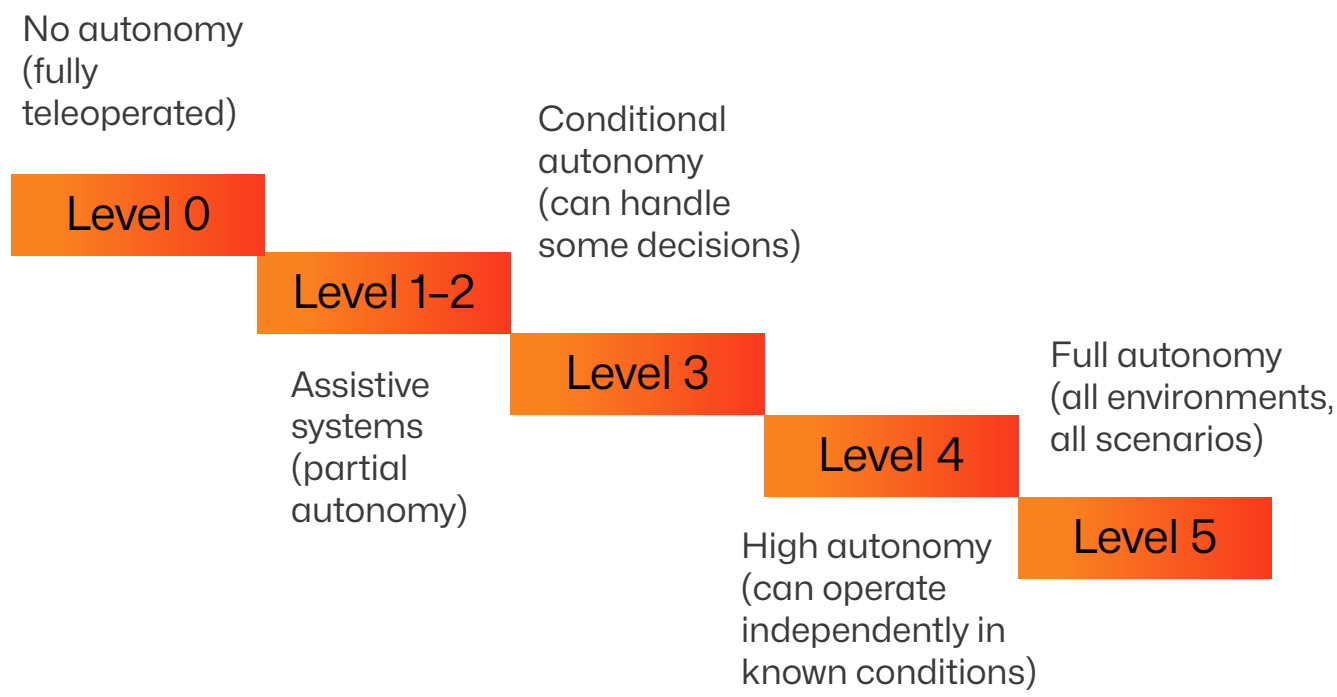 No autonomy
(fully
teleoperated)
Level 0
Level 1–2
Assistive
systems
(partial
autonomy)
Conditional
autonomy
(can handle
some decisions)
Level 3
Level 4
High autonomy
(can operate
independently in
known conditions)
Full autonomy
(all environments,
all scenarios)
Level 5